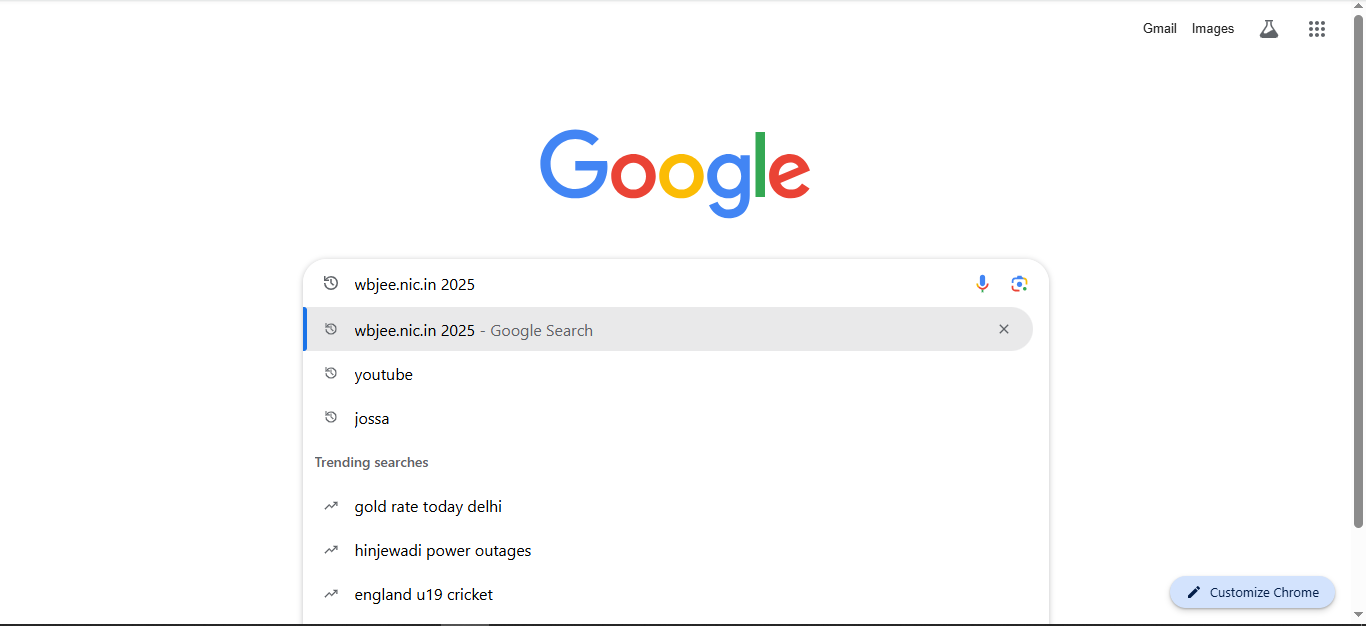 Gmail Images
Google
wbjee.nic.in 2025
wbjee.nic.in 2025 - Google Search
youtube
jossa
Trending searches
gold rate today delhi
hinjewadi power outages
england u19 cricket
Customize Chrome